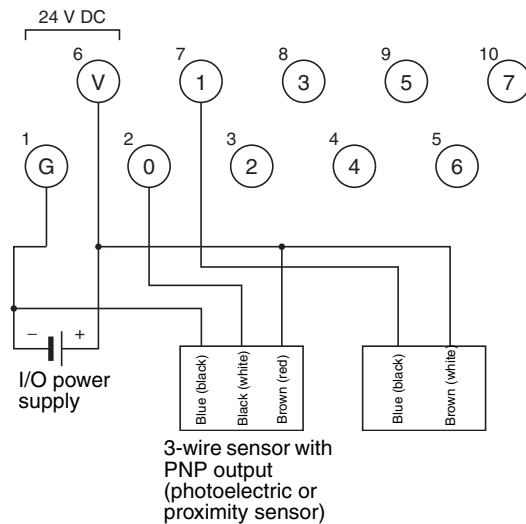 24 V DC
6 7 8 9 10
V 1 3 5 7
1 2 3 4 5
G 0 2 4 6
– +
I/O power
supply
Blue (black)
Black (white)
Brown (red)
Blue (black)
Brown (white)
3-wire sensor with
PNP output
(photoelectric or
proximity sensor)